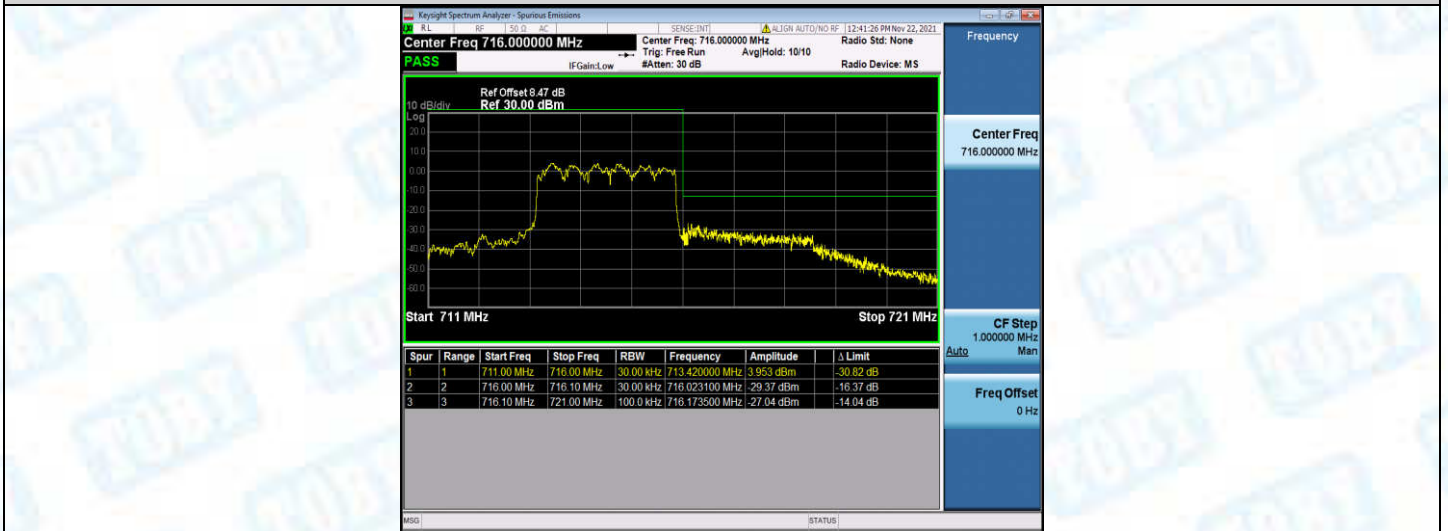 Keysight Spectrum Analyzer - Spurious Emissions
RL RF 50 Ω AC SENSE:INT ALIGN AUTO/NO RF 12:41:26 PM Nov 22, 2021
Center Freq 716.000000 MHz
Center Freq: 716.000000 MHz Radio Std: None
Trig: Free Run Avg|Hold: 10/10
PASS IFGain:Low #Atten: 30 dB Radio Device: MS
Frequency
Ref Offset 8.47 dB
10 dB/div Ref 30.00 dBm
Log
20.0
10.0
0.00
-10.0
-20.0
-30.0
-40.0
-50.0
-60.0
Start 711 MHz Stop 721 MHz
Center Freq
716.000000 MHz
CF Step
1.000000 MHz
Auto Man
Freq Offset
0 Hz
Spur Range Start Freq Stop Freq RBW Frequency Amplitude Δ Limit
1 1 711.00 MHz 716.00 MHz 30.00 kHz 713.420000 MHz 3.953 dBm -30.82 dB
2 2 716.00 MHz 716.10 MHz 30.00 kHz 716.023100 MHz -29.37 dBm -16.37 dB
3 3 716.10 MHz 721.00 MHz 100.0 kHz 716.173500 MHz -27.04 dBm -14.04 dB
MSG STATUS